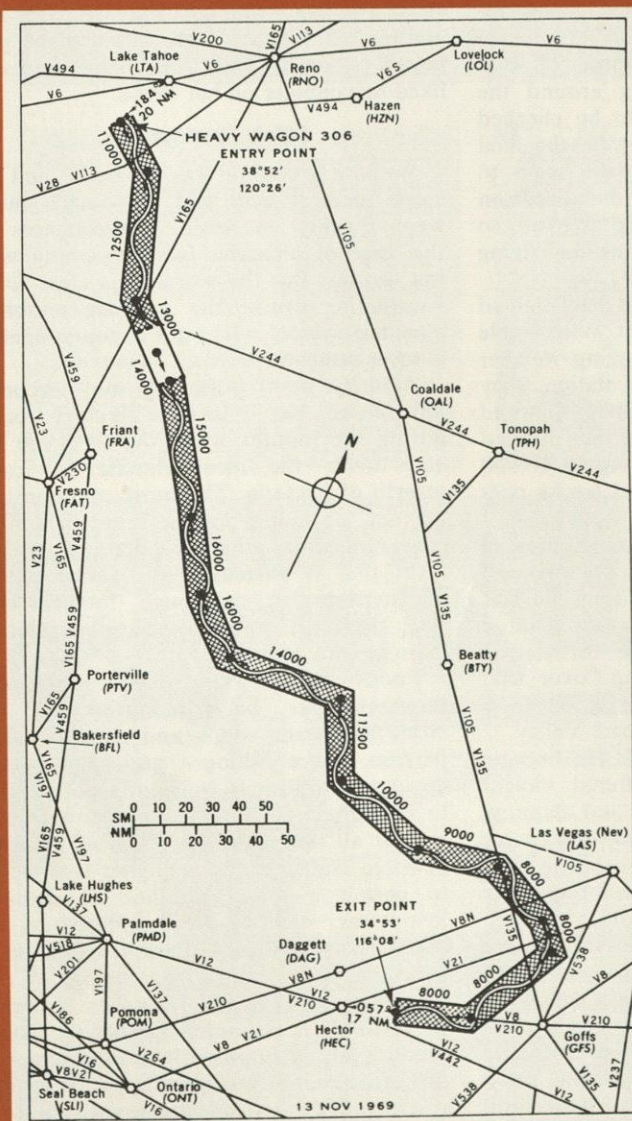 V200
V165
V113
Lake Tahoe
(LTA)
V6
Reno
(RNO)
V6
Lovelock
(LOL)
V6
V494
V6
184°
20 NM
V6S
V494
Hazen
(HZN)
11000
HEAVY WAGON 306
ENTRY POINT
38°52'
120°26'
V28
V113
V165
V105
12500
13000
14000
V459
V244
Coaldale
(OAL)
V244
Tonopah
(TPH)
V244
V23
Friant
(FRA)
V230
Fresno
(FAT)
15000
N
V105
V135
V23
V165
V459
16000
V105
V135
16000
14000
V165 V459
Beatty
(BTY)
Porterville
(PTV)
V165
V459
11500
V105
V135
Bakersfield
(BFL)
V165
V197
10000
SM 0 10 20 30 40 50
NM 0 10 20 30 40 50
9000
Las Vegas (Nev)
(LAS)
V105
V165
V459
V197
8000
Lake Hughes
(LHS)
V137
EXIT POINT
34°53'
116°08'
V8N
8000
V12
V518
Palmdale
(PMD)
V12
Daggett
(DAG)
V135
V538
V201
V197
V137
V8N
V21
V8
V210
V12
V210
057°
17 NM
8000
8000
V186
Pomona
(POM)
V8
V21
Hector
(HEC)
V8
V210
V210
V16
V264
V12
V442
Goffs
(GFS)
V8V21
Seal Beach
(SLI)
Ontario
(ONT)
V16
V538
V12
V135
V237
13 NOV 1969